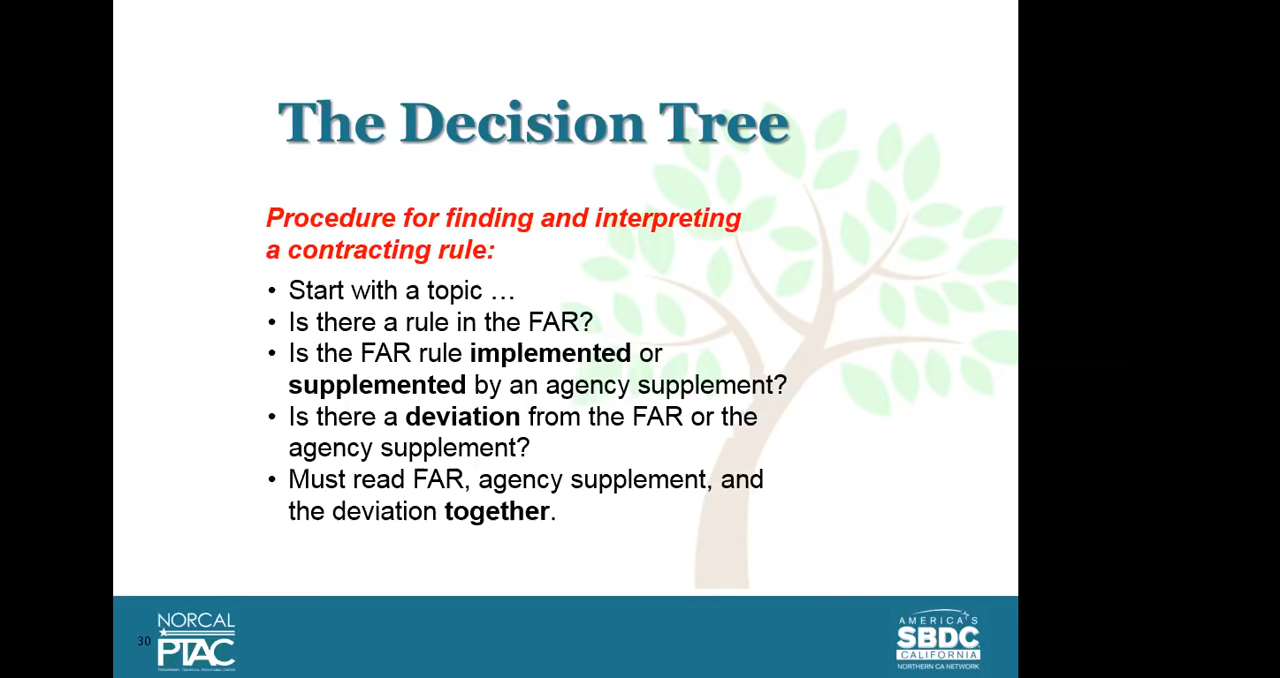 The Decision Tree
Procedure for finding and interpreting
a contracting rule:
• Start with a topic …
• Is there a rule in the FAR?
• Is the FAR rule implemented or
supplemented by an agency supplement?
• Is there a deviation from the FAR or the
agency supplement?
• Must read FAR, agency supplement, and
the deviation together.
30
NORCAL
PTAC
AMERICA'S
SBDC
CALIFORNIA
NORTHERN CA NETWORK